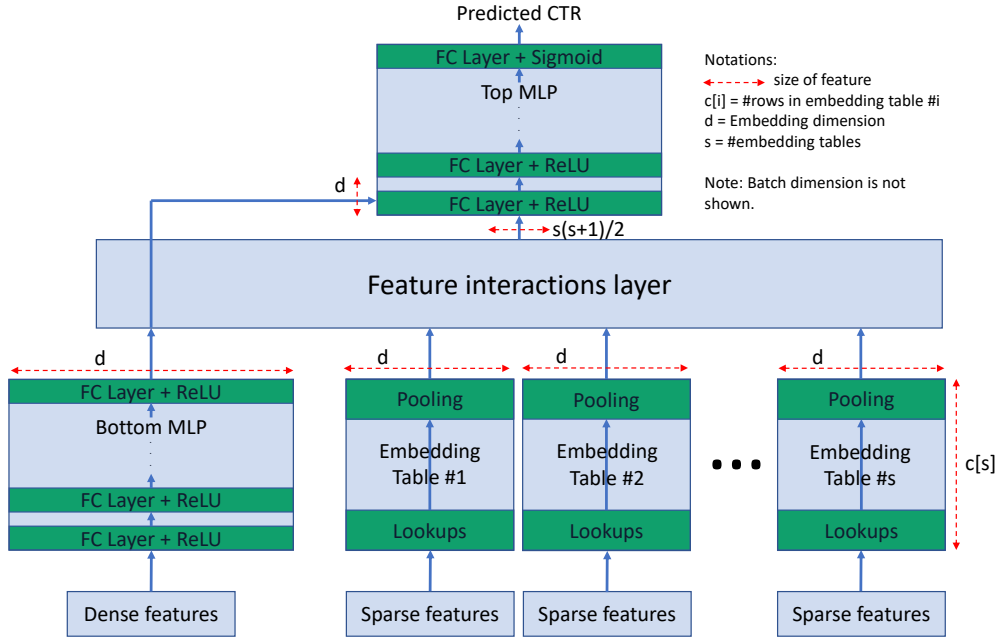 Predicted CTR
FC Layer + Sigmoid
Top MLP
FC Layer + ReLU
d
FC Layer + ReLU
s(s+1)/2
Notations:
size of feature
c[i] = #rows in embedding table #i
d = Embedding dimension
s = #embedding tables
Note: Batch dimension is not
shown.
Feature interactions layer
d
d
d
d
FC Layer + ReLU
Bottom MLP
FC Layer + ReLU
FC Layer + ReLU
Pooling
Embedding
Table #1
Lookups
Pooling
Embedding
Table #2
Lookups
Pooling
Embedding
Table #s
Lookups
c[s]
Dense features
Sparse features
Sparse features
Sparse features